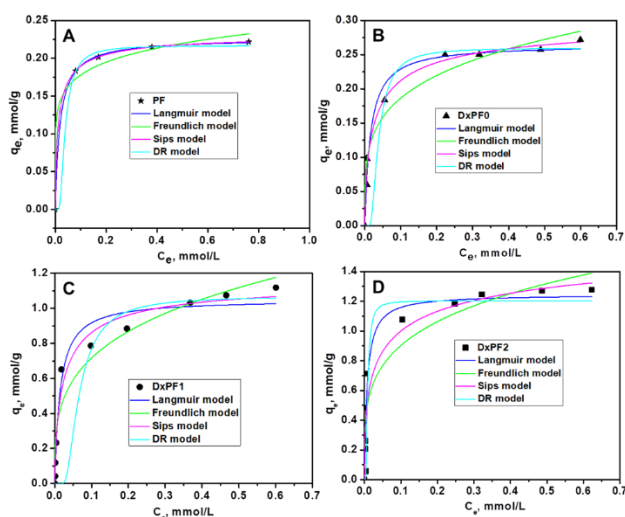 A
qe, mmol/g
0.25
0.20
0.15
0.10
0.05
0.00
PF
Langmuir model
Freundlich model
Sips model
DR model
0.0 0.2 0.4 0.6 0.8 1.0
Ce, mmol/L
B
qe, mmol/g
0.30
0.25
0.20
0.15
0.10
0.05
0.00
DxPF0
Langmuir model
Freundlich model
Sips model
DR model
0.0 0.1 0.2 0.3 0.4 0.5 0.6 0.7
Ce, mmol/L
C
qe, mmol/g
1.2
1.0
0.8
0.6
0.4
0.2
0.0
DxPF1
Langmuir model
Freundlich model
Sips model
DR model
0.0 0.1 0.2 0.3 0.4 0.5 0.6 0.7
mmol/L
D
qe, mmol/g
1.4
1.2
1.0
0.8
0.6
0.4
0.2
0.0
DxPF2
Langmuir model
Freundlich model
Sips model
DR model
0.0 0.1 0.2 0.3 0.4 0.5 0.6 0.7
Ce, mmol/L